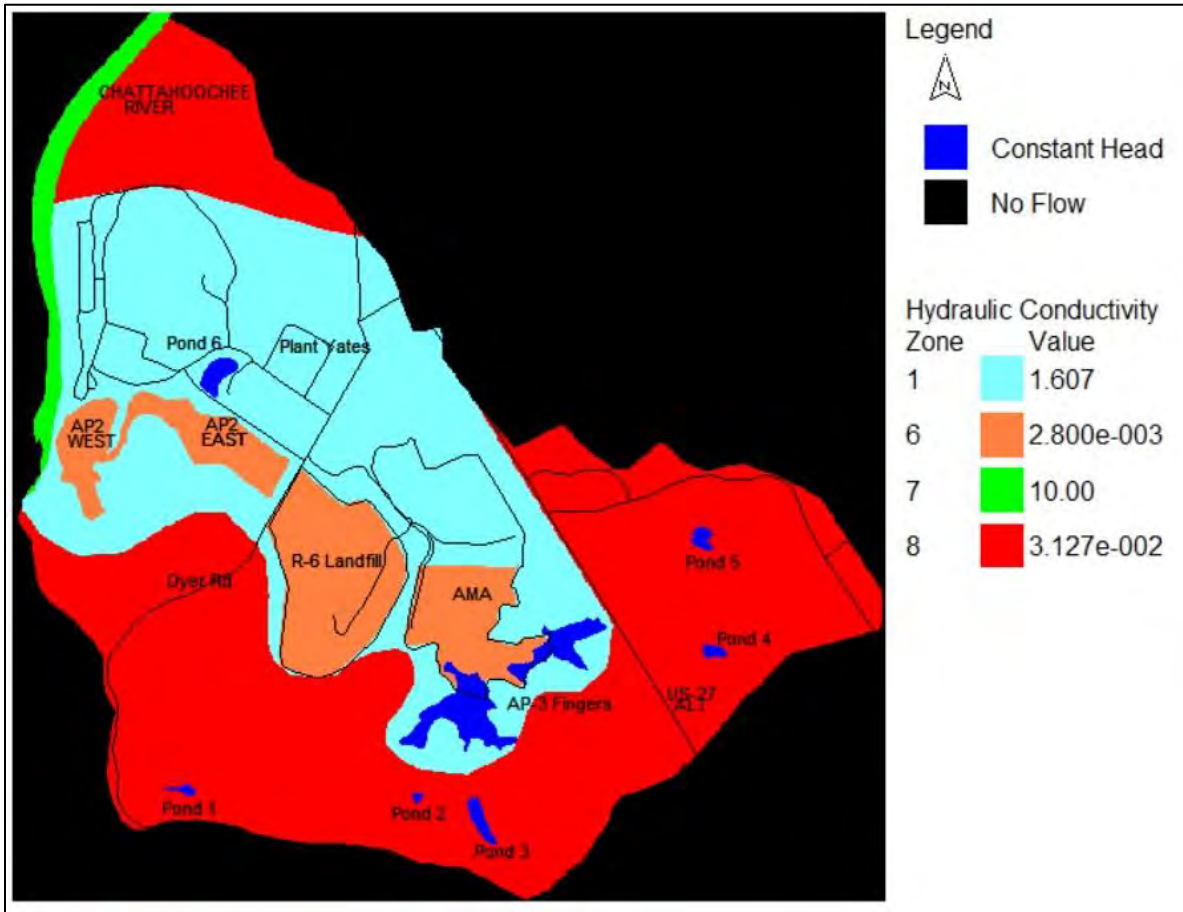 Legend
N
Constant Head
No Flow
Hydraulic Conductivity
Zone Value
1 1.607
6 2.800e-003
7 10.00
8 3.127e-002
CHATTAHOOCHEE
RIVER
Pond 6
Plant Yates
AP2
WEST
AP2
EAST
R-6 Landfill
Dyer Rd
AMA
Pond 5
Pond 4
AP-3 Fingers
US-27
ALT
Pond 1
Pond 2
Pond 3